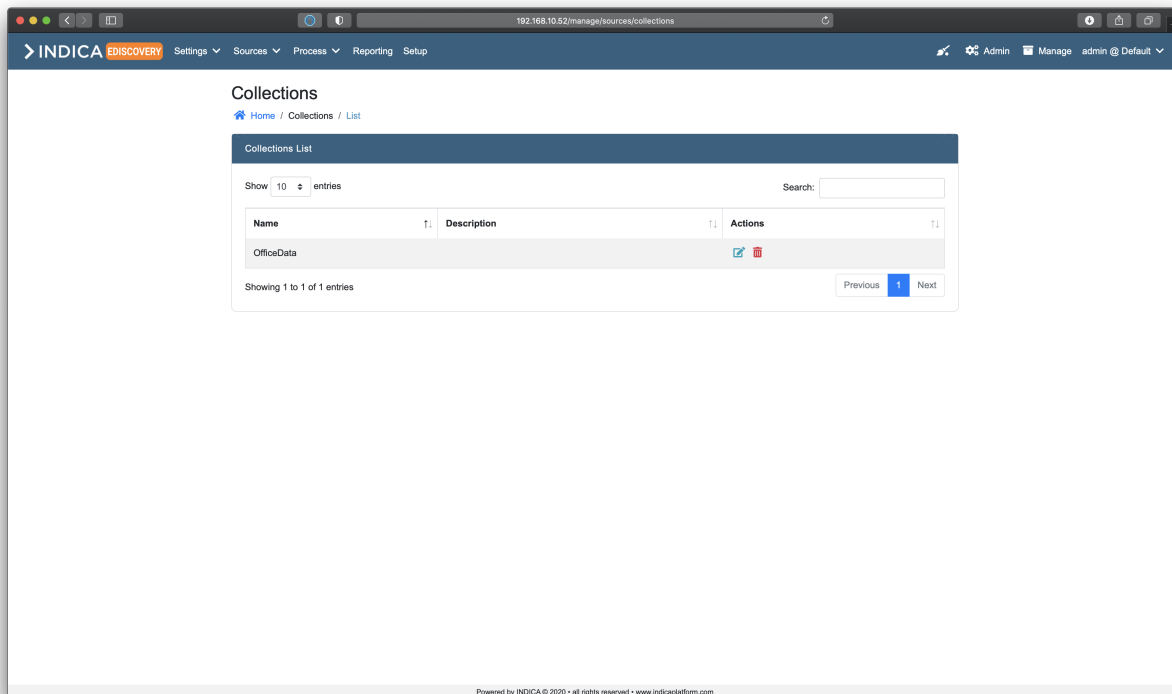 192.168.10.52/manage/sources/collections
INDICA EDISCOVERY Settings Sources Process Reporting Setup Admin Manage admin @ Default
Collections
Home / Collections / List
Collections List
Show 10 entries Search:
Name Description Actions
OfficeData
Showing 1 to 1 of 1 entries Previous 1 Next
Powered by INDICA © 2020 • all rights reserved • www.indicaplatform.com